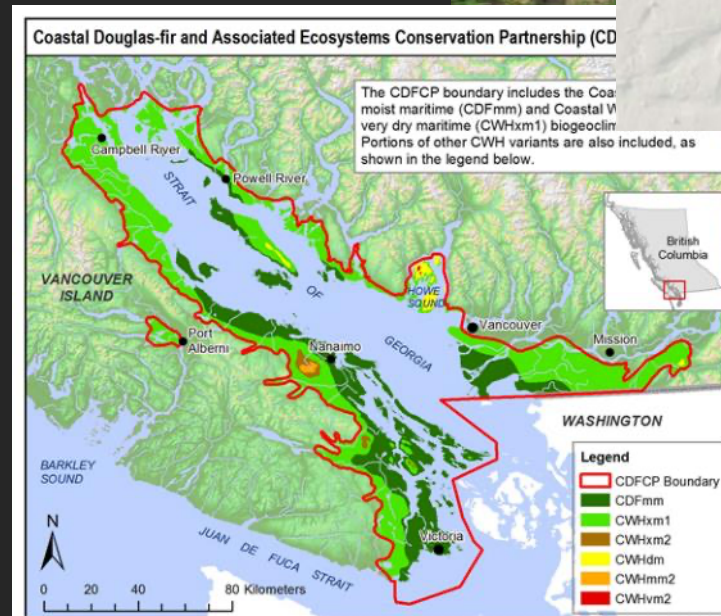 Coastal Douglas-fir and Associated Ecosystems Conservation Partnership
The CDFCP boundary includes the
moist maritime (CDFmm) and Coastal
very dry maritime (CWHxm1)
Portions of other CWH variants are also included, as
shown in the legend below.
Campbell River
Powell River
STRAIT
OF
GEORGIA
HOWE
SOUND
British
Columbia
VANCOUVER
ISLAND
Port
Alberni
Nanaimo
Vancouver
Mission
WASHINGTON
BARKLEY
SOUND
JUAN DE FUCA STRAIT
Victoria
N
0 20 40 80 Kilometers
Legend
CDFCP Boundary
CDFmm
CWHxm1
CWHxm2
CWHdm
CWHmm2
CWHvm2